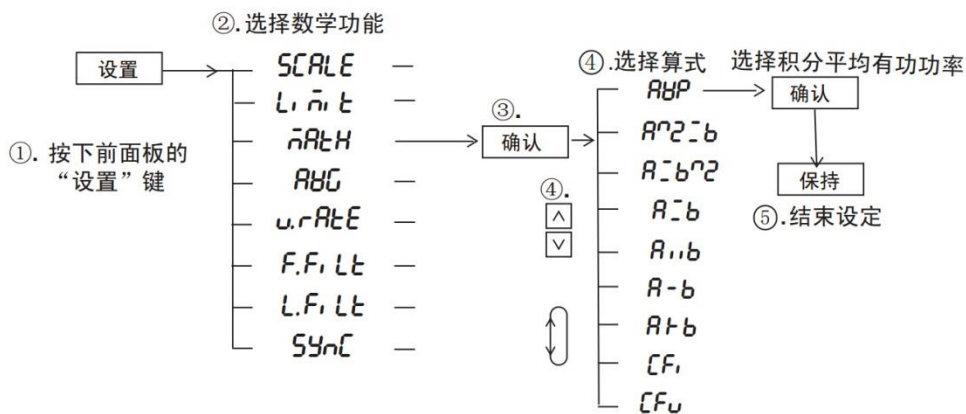 ②.选择数学功能
设置
SCALE
Limit
MAtH
AVG
u.rAtE
F.FiLt
L.FiLt
SYnC
①. 按下前面板的
“设置”键
③.
确认
④.
④.选择算式
AVP
A^2_b
A_b^2
A_b
A-b
CFi
CFu
选择积分平均有功功率
确认
保持
⑤.结束设定